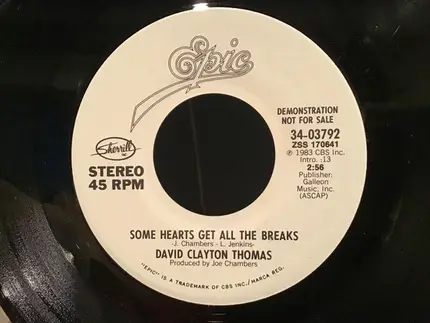 Epic
DEMONSTRATION
NOT FOR SALE
34-03792
ZSS 170641
℗ 1983 CBS Inc.
Intro. :13
2:56
Publisher:
Galleon
Music, Inc.
(ASCAP)
Sherrill
STEREO
45 RPM
SOME HEARTS GET ALL THE BREAKS
-J. Chambers - L. Jenkins-
DAVID CLAYTON THOMAS
Produced by Joe Chambers
"EPIC" IS A TRADEMARK OF CBS INC./MARCA REG.